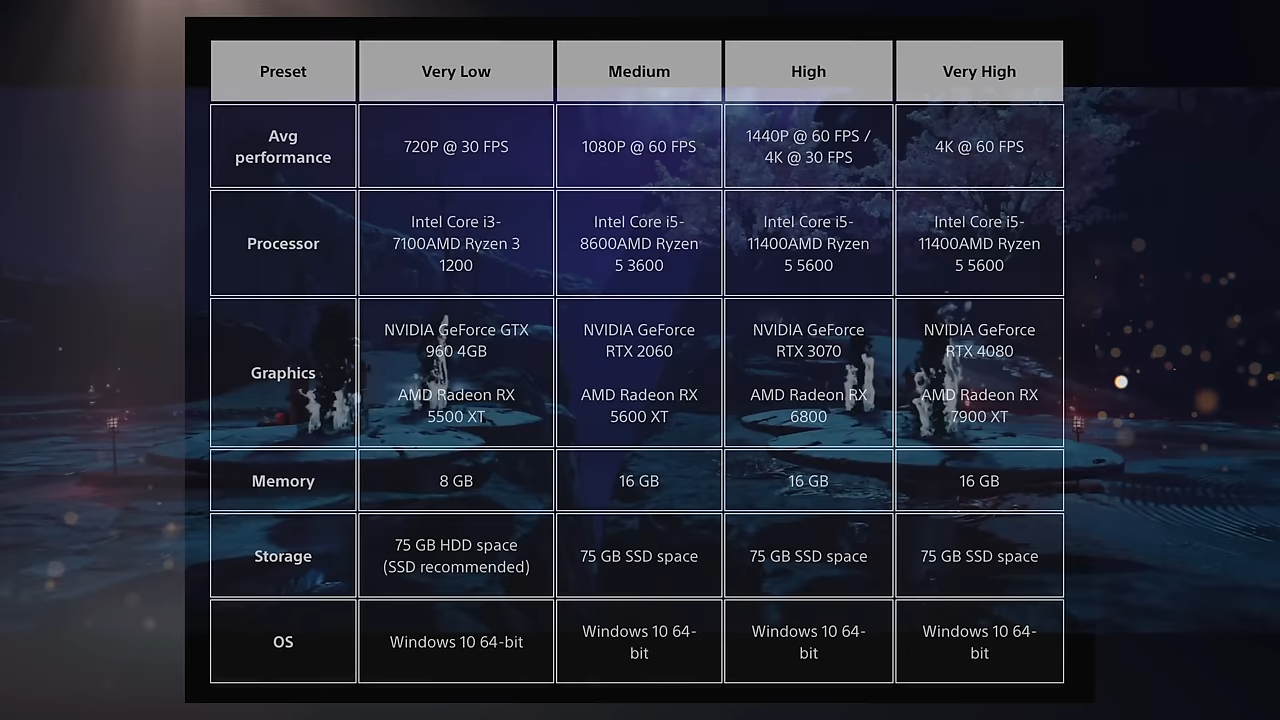 Preset Very Low Medium High Very High
Avg
performance
720P @ 30 FPS
1080P @ 60 FPS
1440P @ 60 FPS /
4K @ 30 FPS
4K @ 60 FPS
Processor
Intel Core i3-
7100AMD Ryzen 3
1200
Intel Core i5-
8600AMD Ryzen
5 3600
Intel Core i5-
11400AMD Ryzen
5 5600
Intel Core i5-
11400AMD Ryzen
5 5600
Graphics
NVIDIA GeForce GTX
960 4GB
AMD Radeon RX
5500 XT
NVIDIA GeForce
RTX 2060
AMD Radeon RX
5600 XT
NVIDIA GeForce
RTX 3070
AMD Radeon RX
6800
NVIDIA GeForce
RTX 4080
AMD Radeon RX
7900 XT
Memory
8 GB
16 GB
16 GB
16 GB
Storage
75 GB HDD space
(SSD recommended)
75 GB SSD space
75 GB SSD space
75 GB SSD space
OS
Windows 10 64-bit
Windows 10 64-
bit
Windows 10 64-
bit
Windows 10 64-
bit